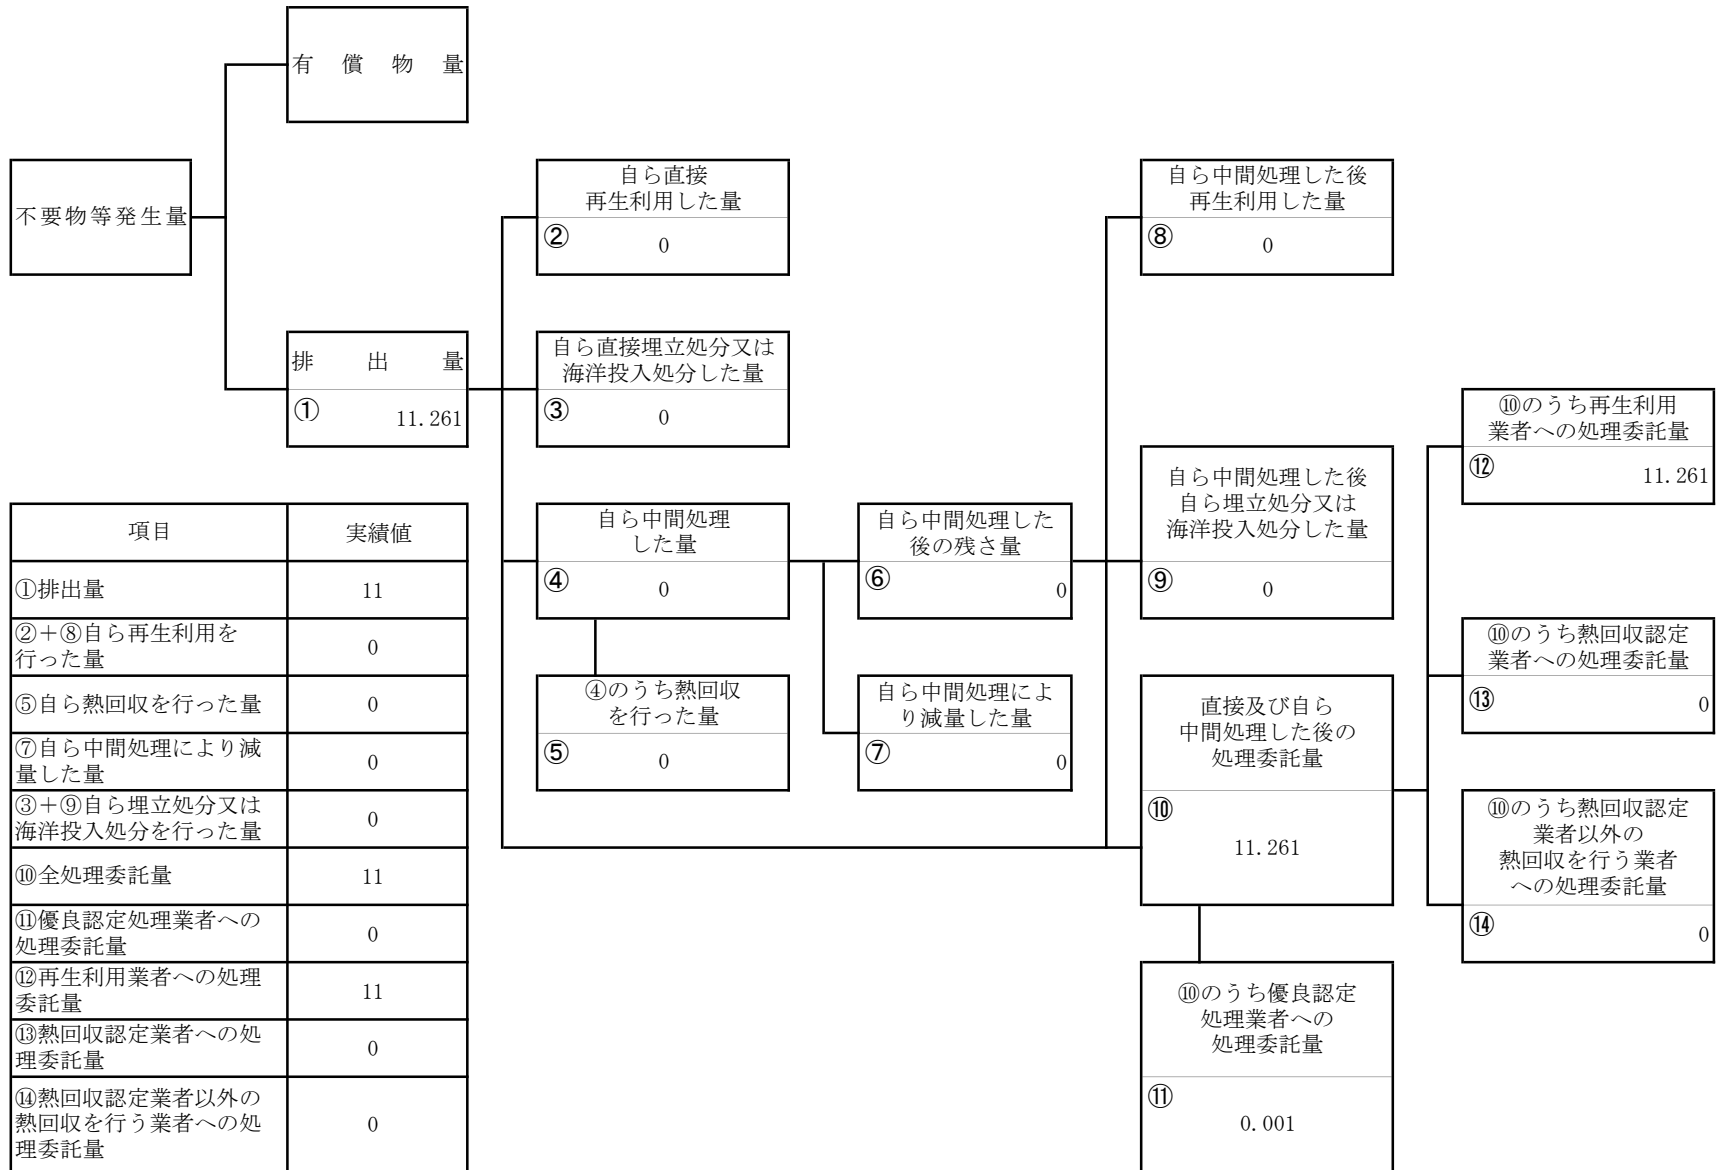 有償物量
不要物等発生量
排出量
① 11.261
自ら直接
再生利用した量
② 0
自ら直接埋立処分又は
海洋投入処分した量
③ 0
自ら中間処理
した量
④ 0
④のうち熱回収
を行った量
⑤ 0
自ら中間処理した
後の残さ量
⑥ 0
自ら中間処理によ
り減量した量
⑦ 0
自ら中間処理した後
再生利用した量
⑧ 0
自ら中間処理した後
自ら埋立処分又は
海洋投入処分した量
⑨ 0
直接及び自ら
中間処理した後の
処理委託量
⑩
11.261
⑩のうち優良認定
処理業者への
処理委託量
⑪
0.001
⑩のうち再生利用
業者への処理委託量
⑫ 11.261
⑩のうち熱回収認定
業者への処理委託量
⑬ 0
⑩のうち熱回収認定
業者以外の
熱回収を行う業者
への処理委託量
⑭ 0
項目 実績値
①排出量 11
②+⑧自ら再生利用を
行った量 0
⑤自ら熱回収を行った量 0
⑦自ら中間処理により減
量した量 0
③+⑨自ら埋立処分又は
海洋投入処分を行った量 0
⑩全処理委託量 11
⑪優良認定処理業者への
処理委託量 0
⑫再生利用業者への処理
委託量 11
⑬熱回収認定業者への処
理委託量 0
⑭熱回収認定業者以外の
熱回収を行う業者への処 0
理委託量